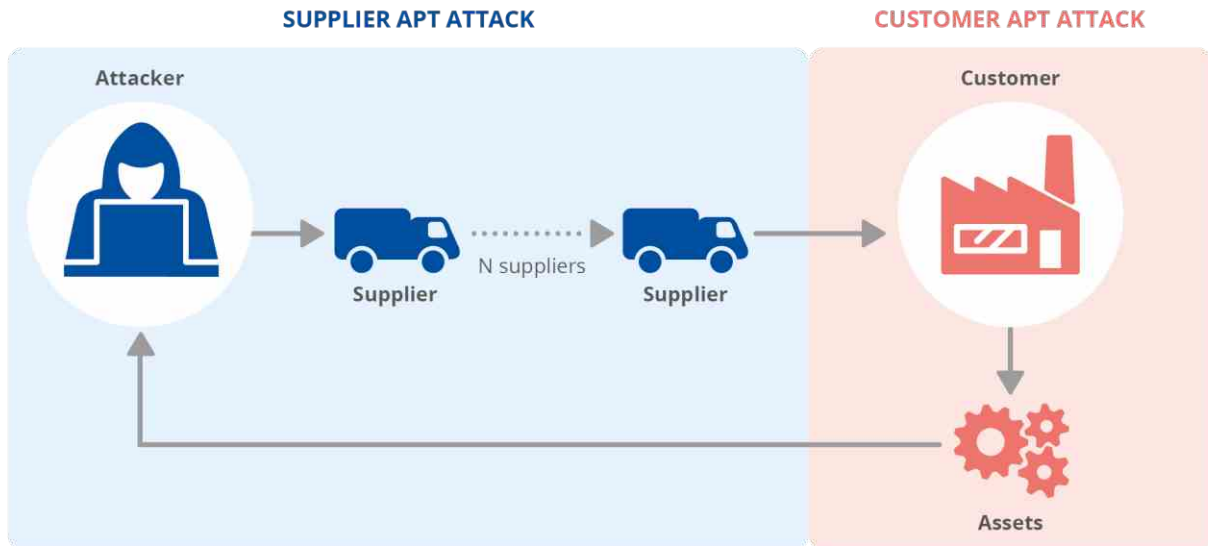 SUPPLIER APT ATTACK
CUSTOMER APT ATTACK
Attacker
Customer
N suppliers
Supplier
Supplier
Assets